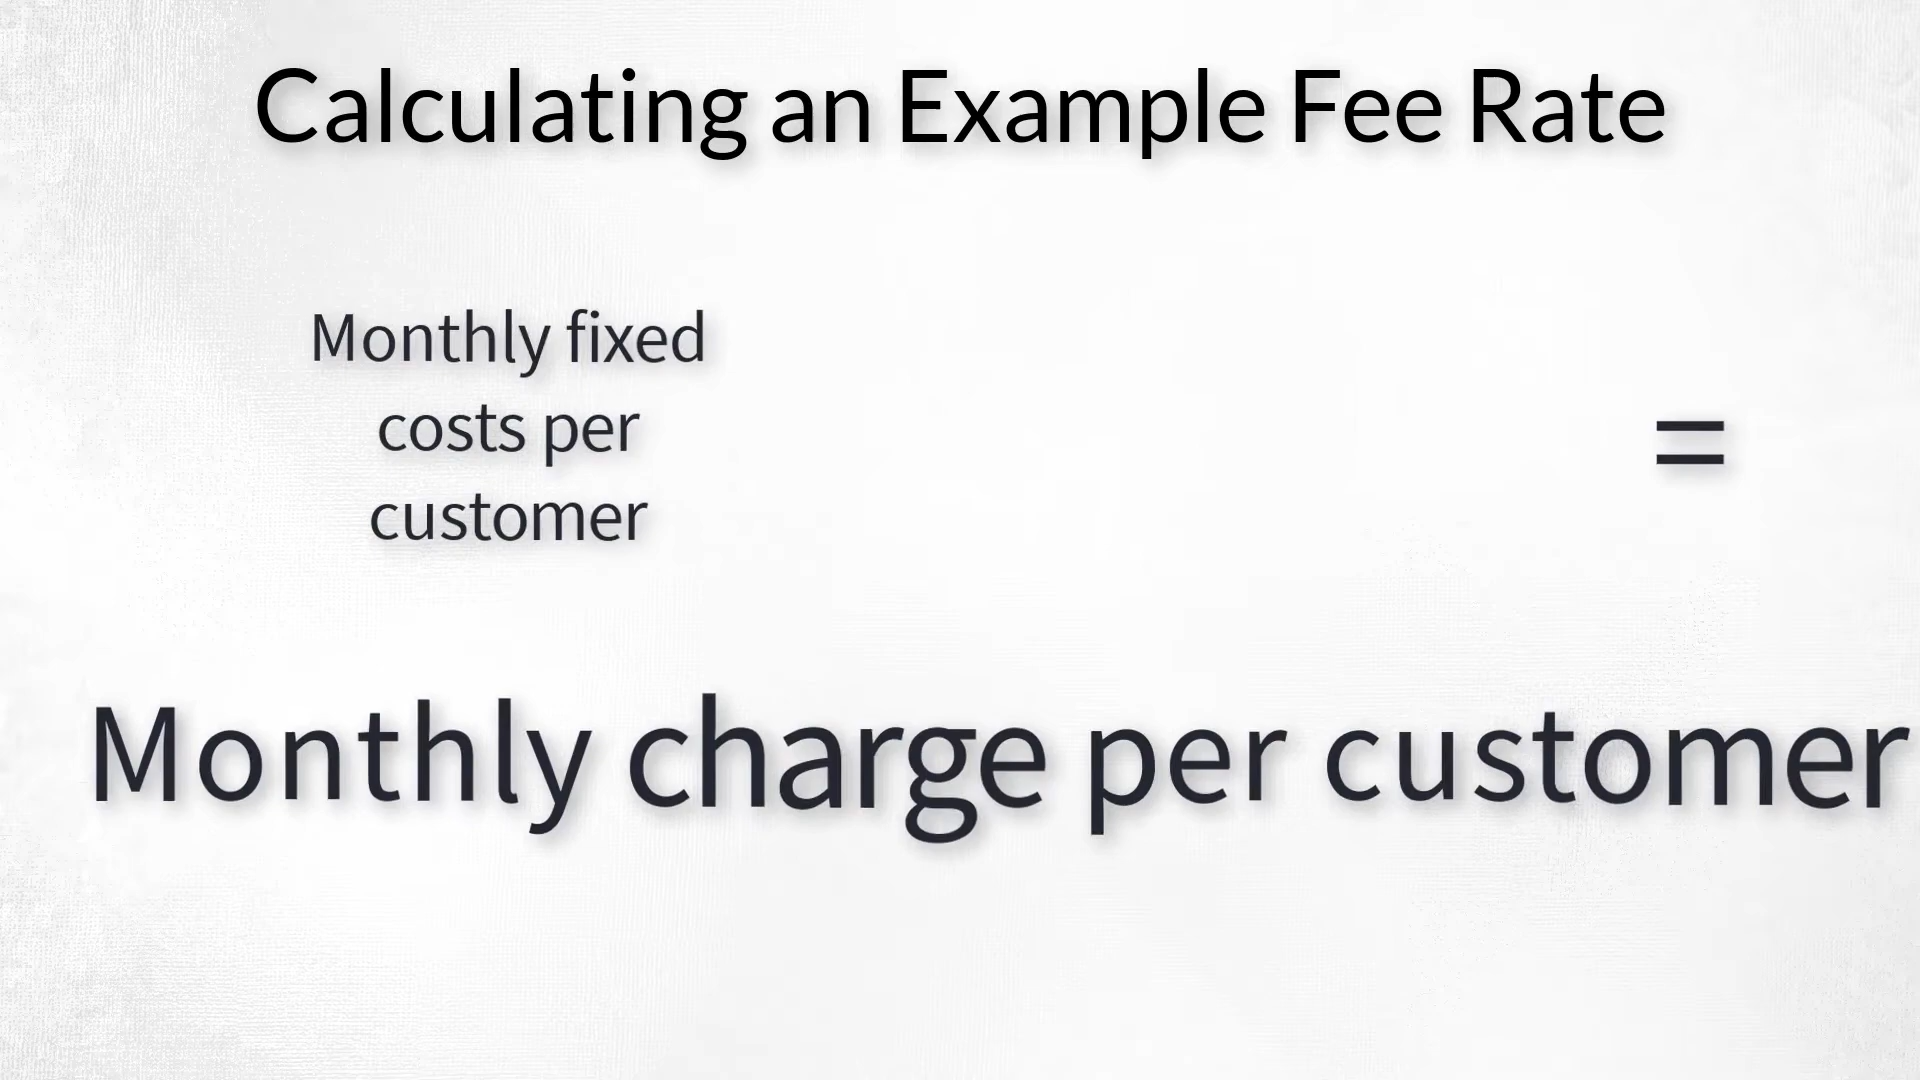 Calculating an Example Fee Rate
Monthly fixed
costs per
customer
=
Monthly charge per customer